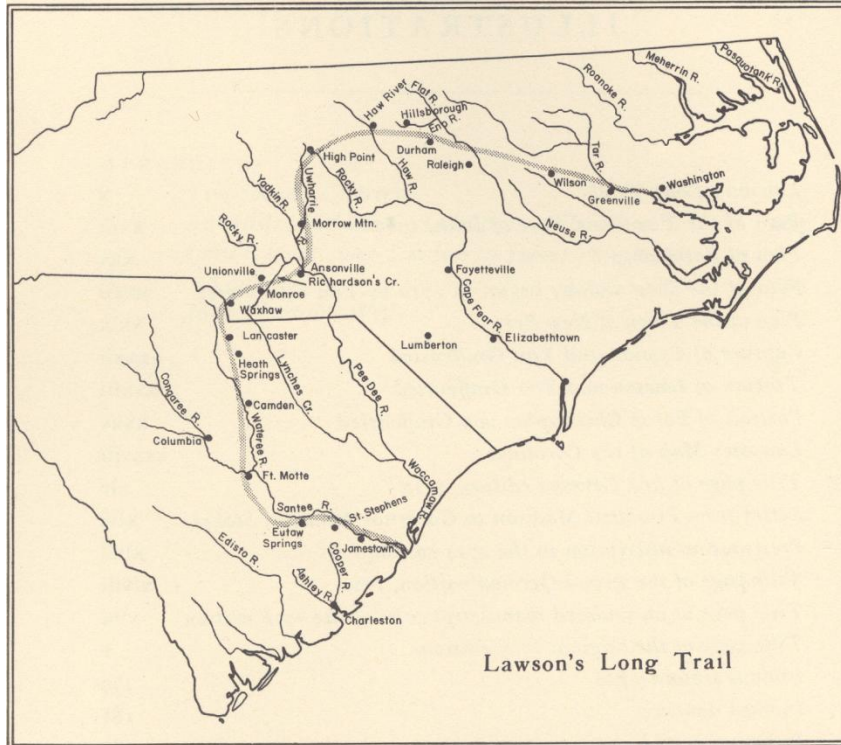 Meherrin R.
Pasquotank R.
Roanoke R.
Haw River
Flat R.
Hillsborough
Eno R.
Durham
Raleigh
Tar R.
High Point
Wilson
Washington
Greenville
Yadkin R.
Uwharrie
R.
Rocky R.
Haw R.
Neuse R.
Morrow Mtn.
Rocky R.
Unionville
Ansonville
Richardson's Cr.
Monroe
Waxhaw
Fayetteville
Cape Fear R.
Lumberton
Elizabethtown
Lancaster
Heath
Springs
Lynches Cr.
Pee Dee R.
Congaree R.
Camden
Wateree R.
Columbia
Ft. Motte
Waccamaw R.
Santee R.
St. Stephens
Eutaw
Springs
Jamestown
Edisto R.
Cooper R.
Ashley R.
Charleston
Lawson's Long Trail